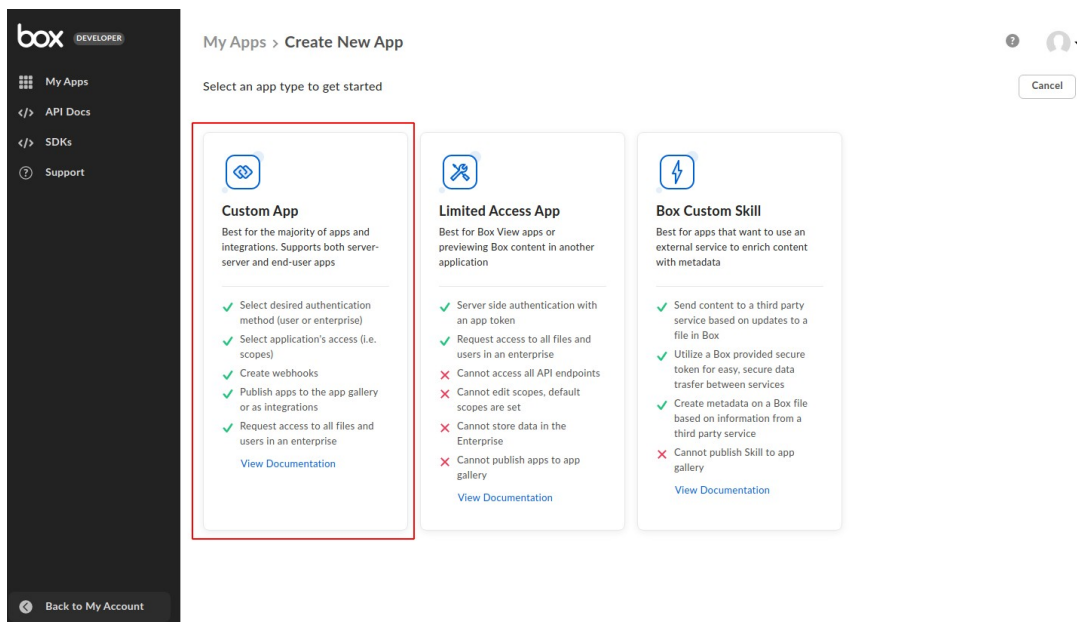 box DEVELOPER
My Apps
API Docs
SDKs
Support
Back to My Account
My Apps > Create New App
Select an app type to get started
Cancel
Custom App
Best for the majority of apps and
integrations. Supports both server-
server and end-user apps
Select desired authentication
method (user or enterprise)
Select application's access (i.e.
scopes)
Create webhooks
Publish apps to the app gallery
or as integrations
Request access to all files and
users in an enterprise
View Documentation
Limited Access App
Best for Box View apps or
previewing Box content in another
application
Server side authentication with
an app token
Request access to all files and
users in an enterprise
Cannot access all API endpoints
Cannot edit scopes, default
scopes are set
Cannot store data in the
Enterprise
Cannot publish apps to app
gallery
View Documentation
Box Custom Skill
Best for apps that want to use an
external service to enrich content
with metadata
Send content to a third party
service based on updates to a
file in Box
Utilize a Box provided secure
token for easy, secure data
trasfer between services
Create metadata on a Box file
based on information from a
third party service
Cannot publish Skill to app
gallery
View Documentation